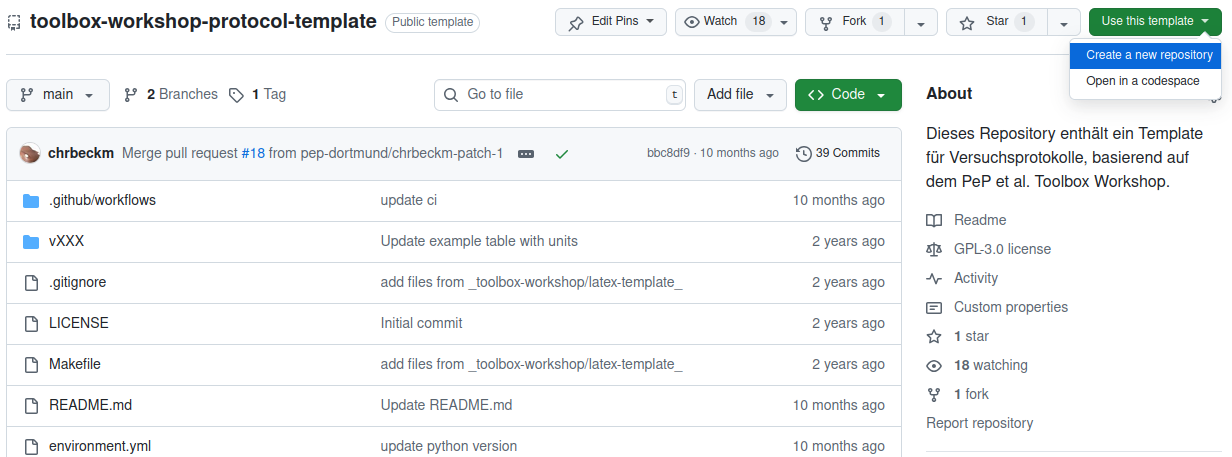 toolbox-workshop-protocol-template Public template Edit Pins Watch 18 Fork 1 Star 1 Use this template
Create a new repository
Open in a codespace
main 2 Branches 1 Tag Go to file t Add file Code
chrbeckm Merge pull request #18 from pep-dortmund/chrbeckm-patch-1 bbc8df9 · 10 months ago 39 Commits
.github/workflows update ci 10 months ago
vXXX Update example table with units 2 years ago
.gitignore add files from _toolbox-workshop/latex-template_ 2 years ago
LICENSE Initial commit 2 years ago
Makefile add files from _toolbox-workshop/latex-template_ 2 years ago
README.md Update README.md 10 months ago
environment.yml update python version 10 months ago
About
Dieses Repository enthält ein Template
für Versuchsprotokolle, basierend auf
dem PeP et al. Toolbox Workshop.
Readme
GPL-3.0 license
Activity
Custom properties
1 star
18 watching
1 fork
Report repository